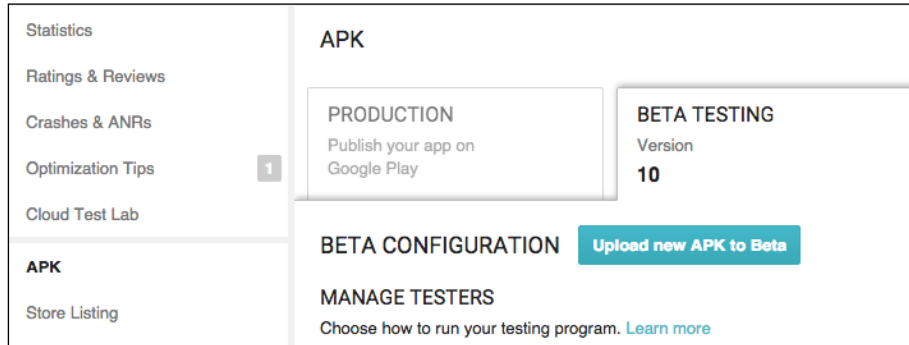 Statistics
Ratings & Reviews
Crashes & ANRs
Optimization Tips 1
Cloud Test Lab
APK
Store Listing
APK
PRODUCTION
Publish your app on
Google Play
BETA TESTING
Version
10
BETA CONFIGURATION Upload new APK to Beta
MANAGE TESTERS
Choose how to run your testing program. Learn more